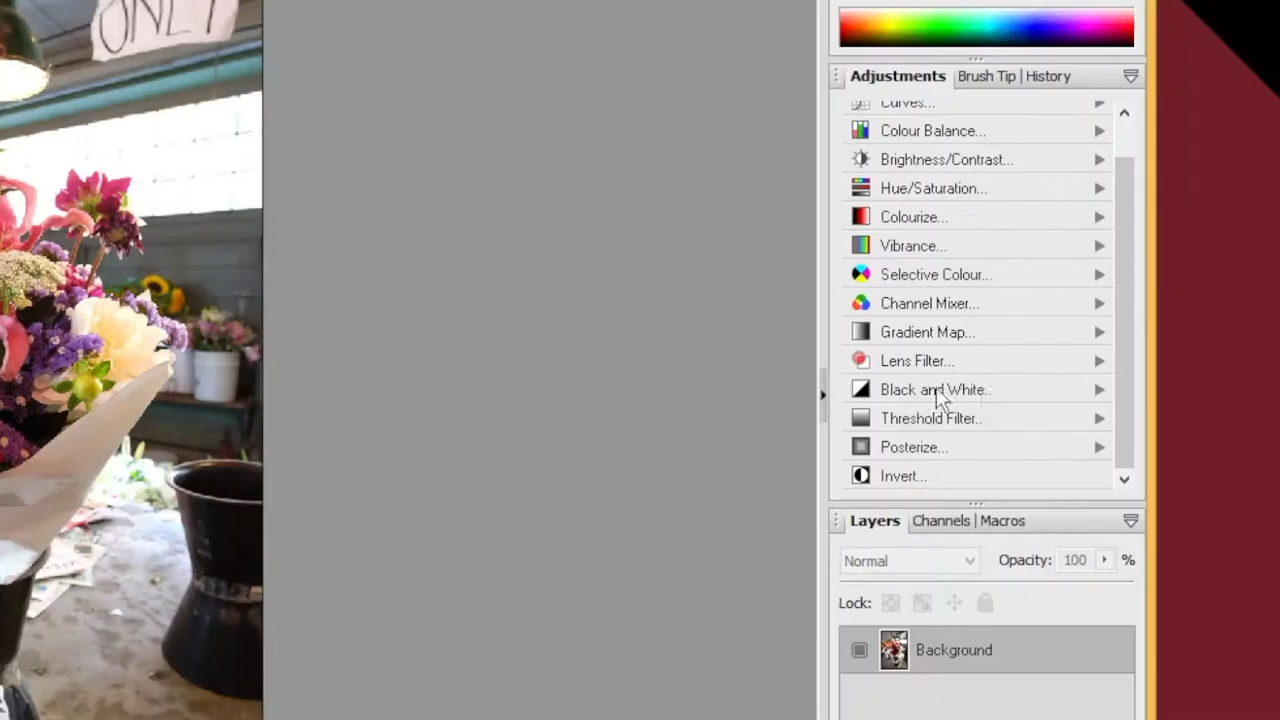 ONLY
Adjustments Brush Tip | History
Curves...
Colour Balance...
Brightness/Contrast...
Hue/Saturation...
Colourize...
Vibrance...
Selective Colour...
Channel Mixer...
Gradient Map...
Lens Filter...
Black and White...
Threshold Filter...
Posterize...
Invert...
Layers Channels | Macros
Normal Opacity: 100 %
Lock:
Background